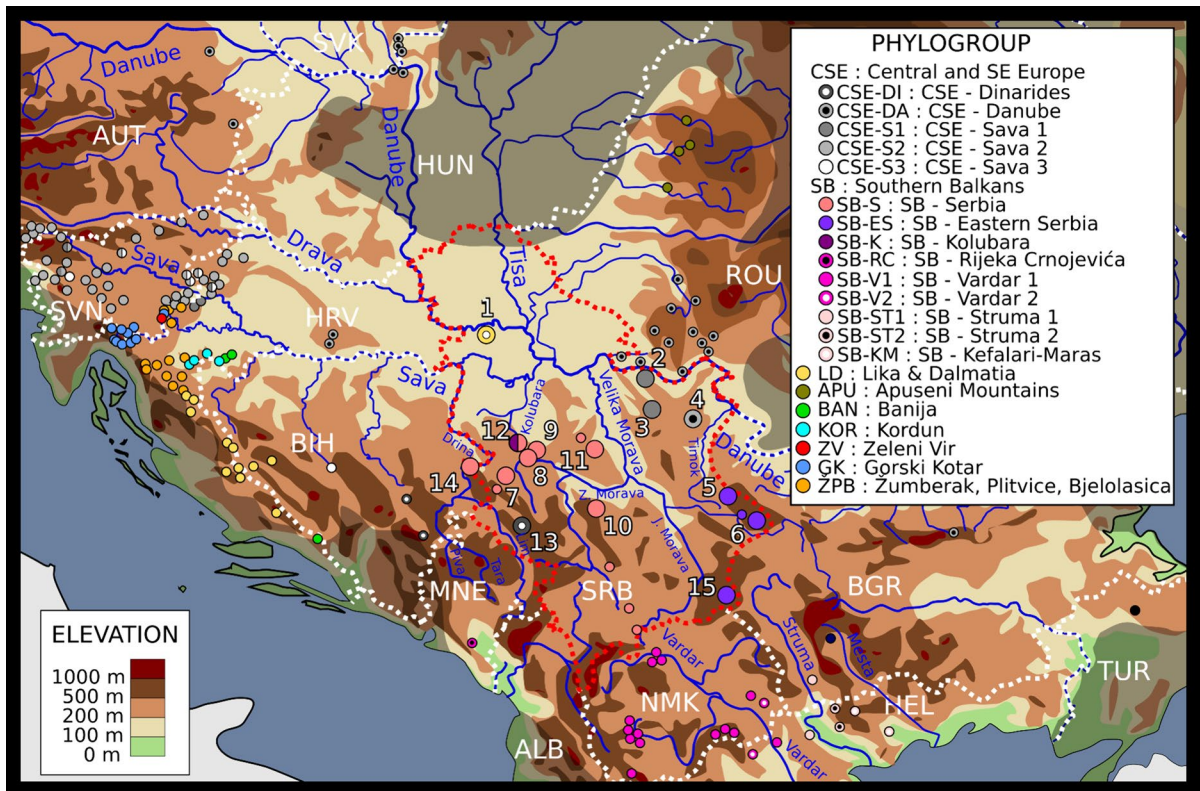 PHYLOGROUP
CSE : Central and SE Europe
CSE-DI : CSE - Dinarides
CSE-DA : CSE - Danube
CSE-S1 : CSE - Sava 1
CSE-S2 : CSE - Sava 2
CSE-S3 : CSE - Sava 3
SB : Southern Balkans
SB-S : SB - Serbia
SB-ES : SB - Eastern Serbia
SB-K : SB - Kolubara
SB-RC : SB - Rijeka Crnojevića
SB-V1 : SB - Vardar 1
SB-V2 : SB - Vardar 2
SB-ST1 : SB - Struma 1
SB-ST2 : SB - Struma 2
SB-KM : SB - Kefalari-Maras
LD : Lika & Dalmatia
APU : Apuseni Mountains
BAN : Banija
KOR : Kordun
ZV : Zeleni Vir
GK : Gorski Kotar
ŽPB : Žumberak, Plitvice, Bjelolasica
SVK
Danube
AUT
Danube
HUN
Drava
Sava
Tisa
ROU
SVN
HRV
1
2
Sava
Kolubara
Velika Morava
3
4
Timok
Danube
BIH
Drina
12
9
8
11
14
7
5
Z. Morava
10
6
13
J. Morava
Piva
Tara
MNE
SRB
15
BGR
Vardar
Struma
Mesta
TUR
NMK
HEL
ALB
Vardar
ELEVATION
1000 m
500 m
200 m
100 m
0 m